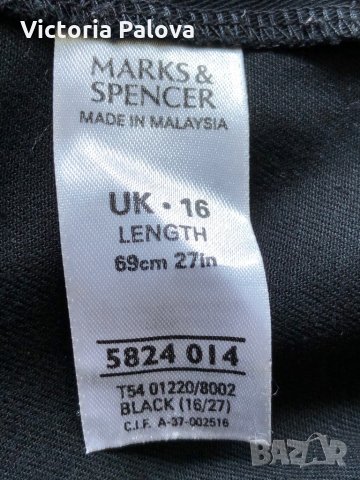 Victoria Palova
MARKS &
SPENCER
MADE IN MALAYSIA
UK • 16
LENGTH
69cm 27in
5824 014
T54 01220/8002
BLACK (16/27)
C.I.F. A-37-002516
BAZAR